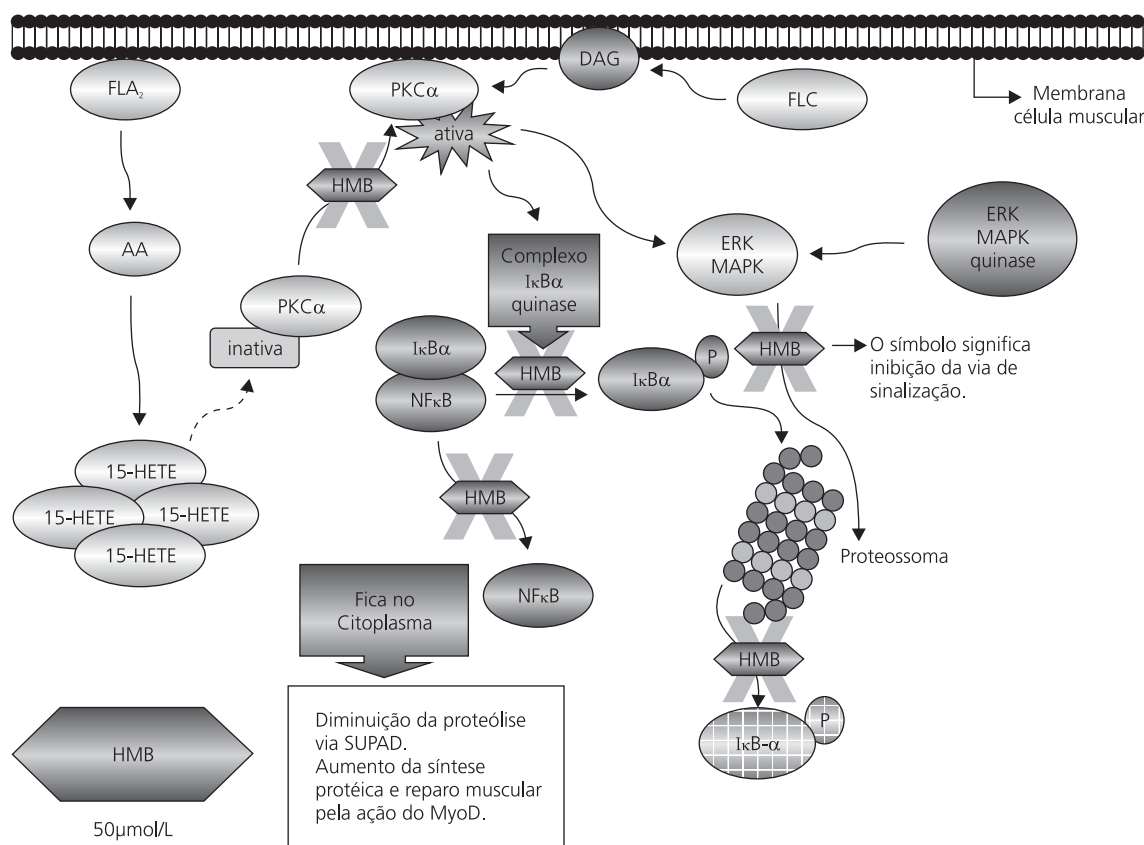 DAG
FLA₂
PKCα
FLC
Membrana
célula muscular
ativa
HMB
AA
ERK
MAPK
ERK
MAPK
quinase
Complexo
IκBα
quinase
PKCα
inativa
IκBα
NFκB
HMB
P
IκBα
HMB
O símbolo significa
inibição da via de
sinalização.
15-HETE
15-HETE
15-HETE
15-HETE
HMB
Proteossoma
NFκB
Fica no
Citoplasma
HMB
Diminuição da proteólise
via SUPAD.
Aumento da síntese
protéica e reparo muscular
pela ação do MyoD.
P
IκB-α
HMB
50µmol/L